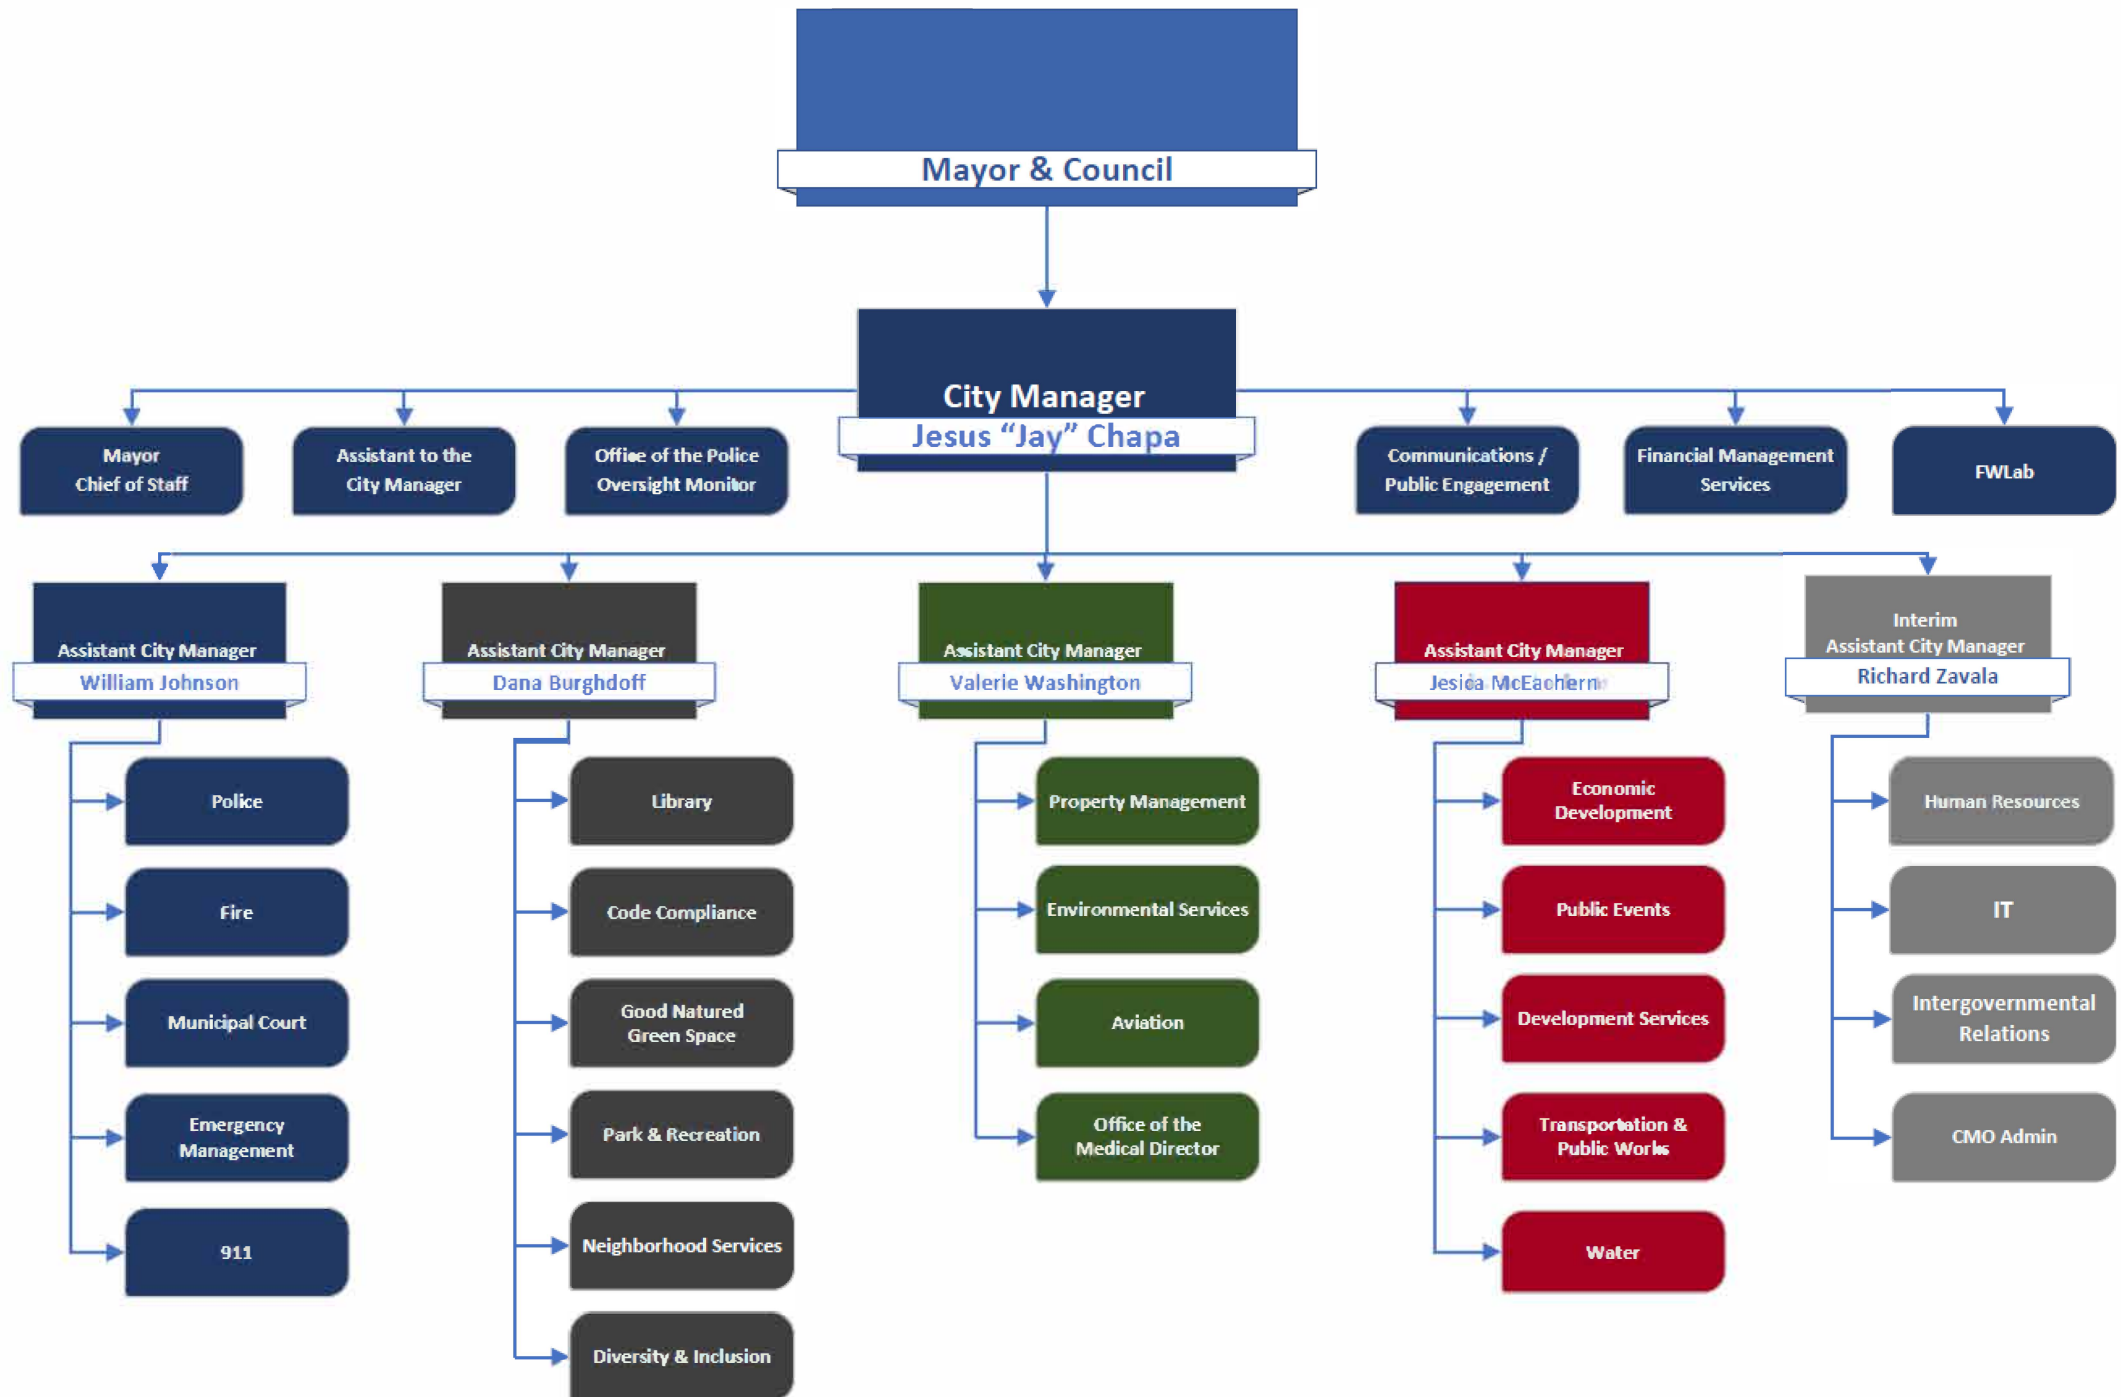 Mayor & Council
City Manager
Jesus “Jay” Chapa
Mayor
Chief of Staff
Assistant to the
City Manager
Office of the Police
Oversight Monitor
Communications /
Public Engagement
Financial Management
Services
FWLab
Assistant City Manager
William Johnson
Assistant City Manager
Dana Burghdoff
Assistant City Manager
Valerie Washington
Assistant City Manager
Jesica McEachern
Interim
Assistant City Manager
Richard Zavala
Police
Fire
Municipal Court
Emergency
Management
911
Library
Code Compliance
Good Natured
Green Space
Park & Recreation
Neighborhood Services
Diversity & Inclusion
Property Management
Environmental Services
Aviation
Office of the
Medical Director
Economic
Development
Public Events
Development Services
Transportation &
Public Works
Water
Human Resources
IT
Intergovernmental
Relations
CMO Admin